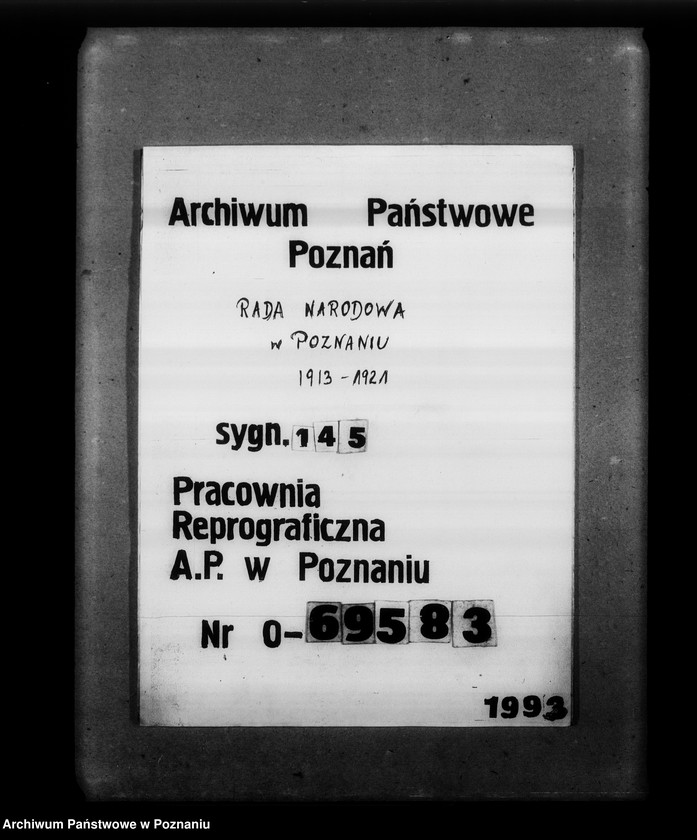 Archiwum Państwowe
Poznań
RADA NARODOWA
w POZNANIU
1913 - 1921
sygn. 145
Pracownia
Reprograficzna
A.P. w Poznaniu
Nr 0-69583
1993
Archiwum Państwowe w Poznaniu